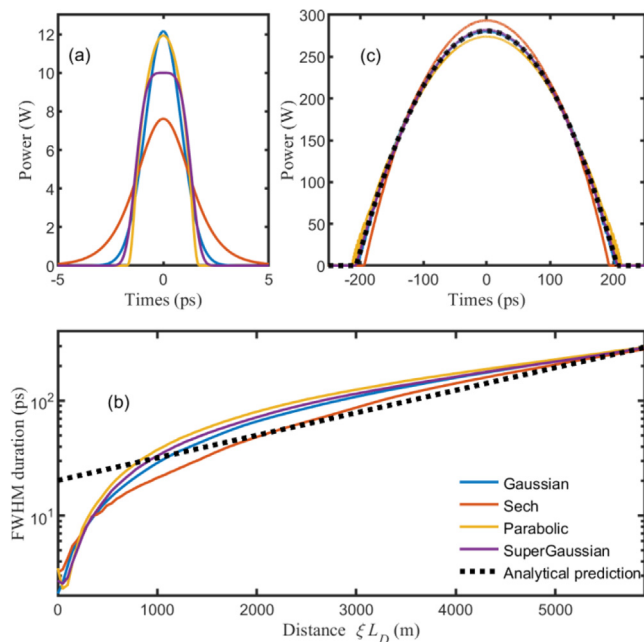 (a)
Power (W)
12
10
8
6
4
2
0
-5
0
5
Times (ps)
(c)
Power (W)
300
250
200
150
100
50
0
-200
-100
0
100
200
Times (ps)
(b)
FWHM duration (ps)
10²
10¹
0
1000
2000
3000
4000
5000
Distance ξL_D (m)
Gaussian
Sech
Parabolic
SuperGaussian
Analytical prediction